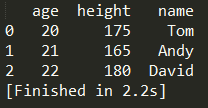 age height name
0 20 175 Tom
1 21 165 Andy
2 22 180 David
[Finished in 2.2s]